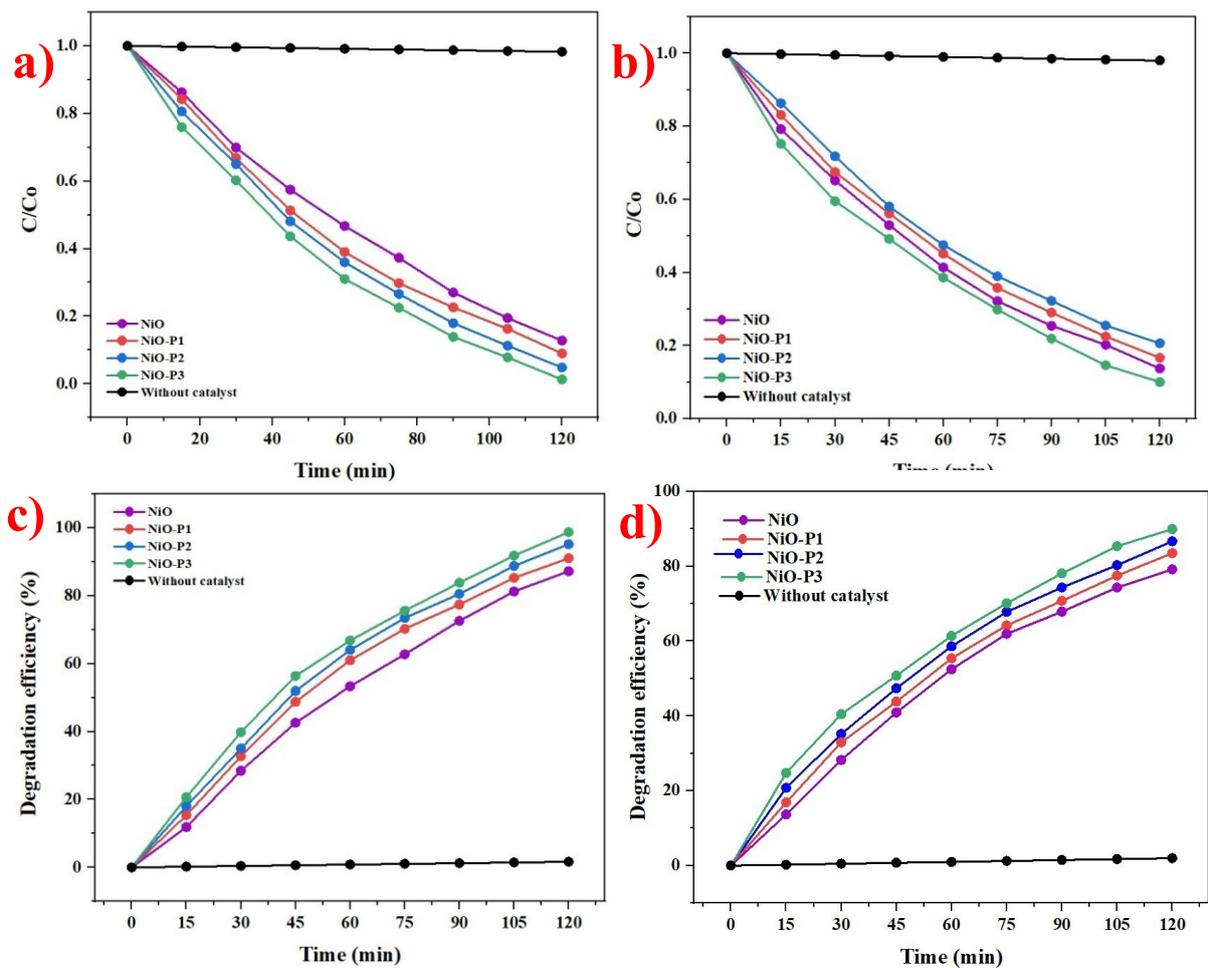 a)
1.0
0.8
0.6
0.4
0.2
0.0
C/Co
NiO
NiO-P1
NiO-P2
NiO-P3
Without catalyst
0 20 40 60 80 100 120
Time (min)
b)
1.0
0.8
0.6
0.4
0.2
0.0
C/Co
NiO
NiO-P1
NiO-P2
NiO-P3
Without catalyst
0 15 30 45 60 75 90 105 120
Time (min)
c)
100
80
60
40
20
0
Degradation efficiency (%)
NiO
NiO-P1
NiO-P2
NiO-P3
Without catalyst
0 15 30 45 60 75 90 105 120
Time (min)
d)
100
80
60
40
20
0
Degradation efficiency (%)
NiO
NiO-P1
NiO-P2
NiO-P3
Without catalyst
0 15 30 45 60 75 90 105 120
Time (min)